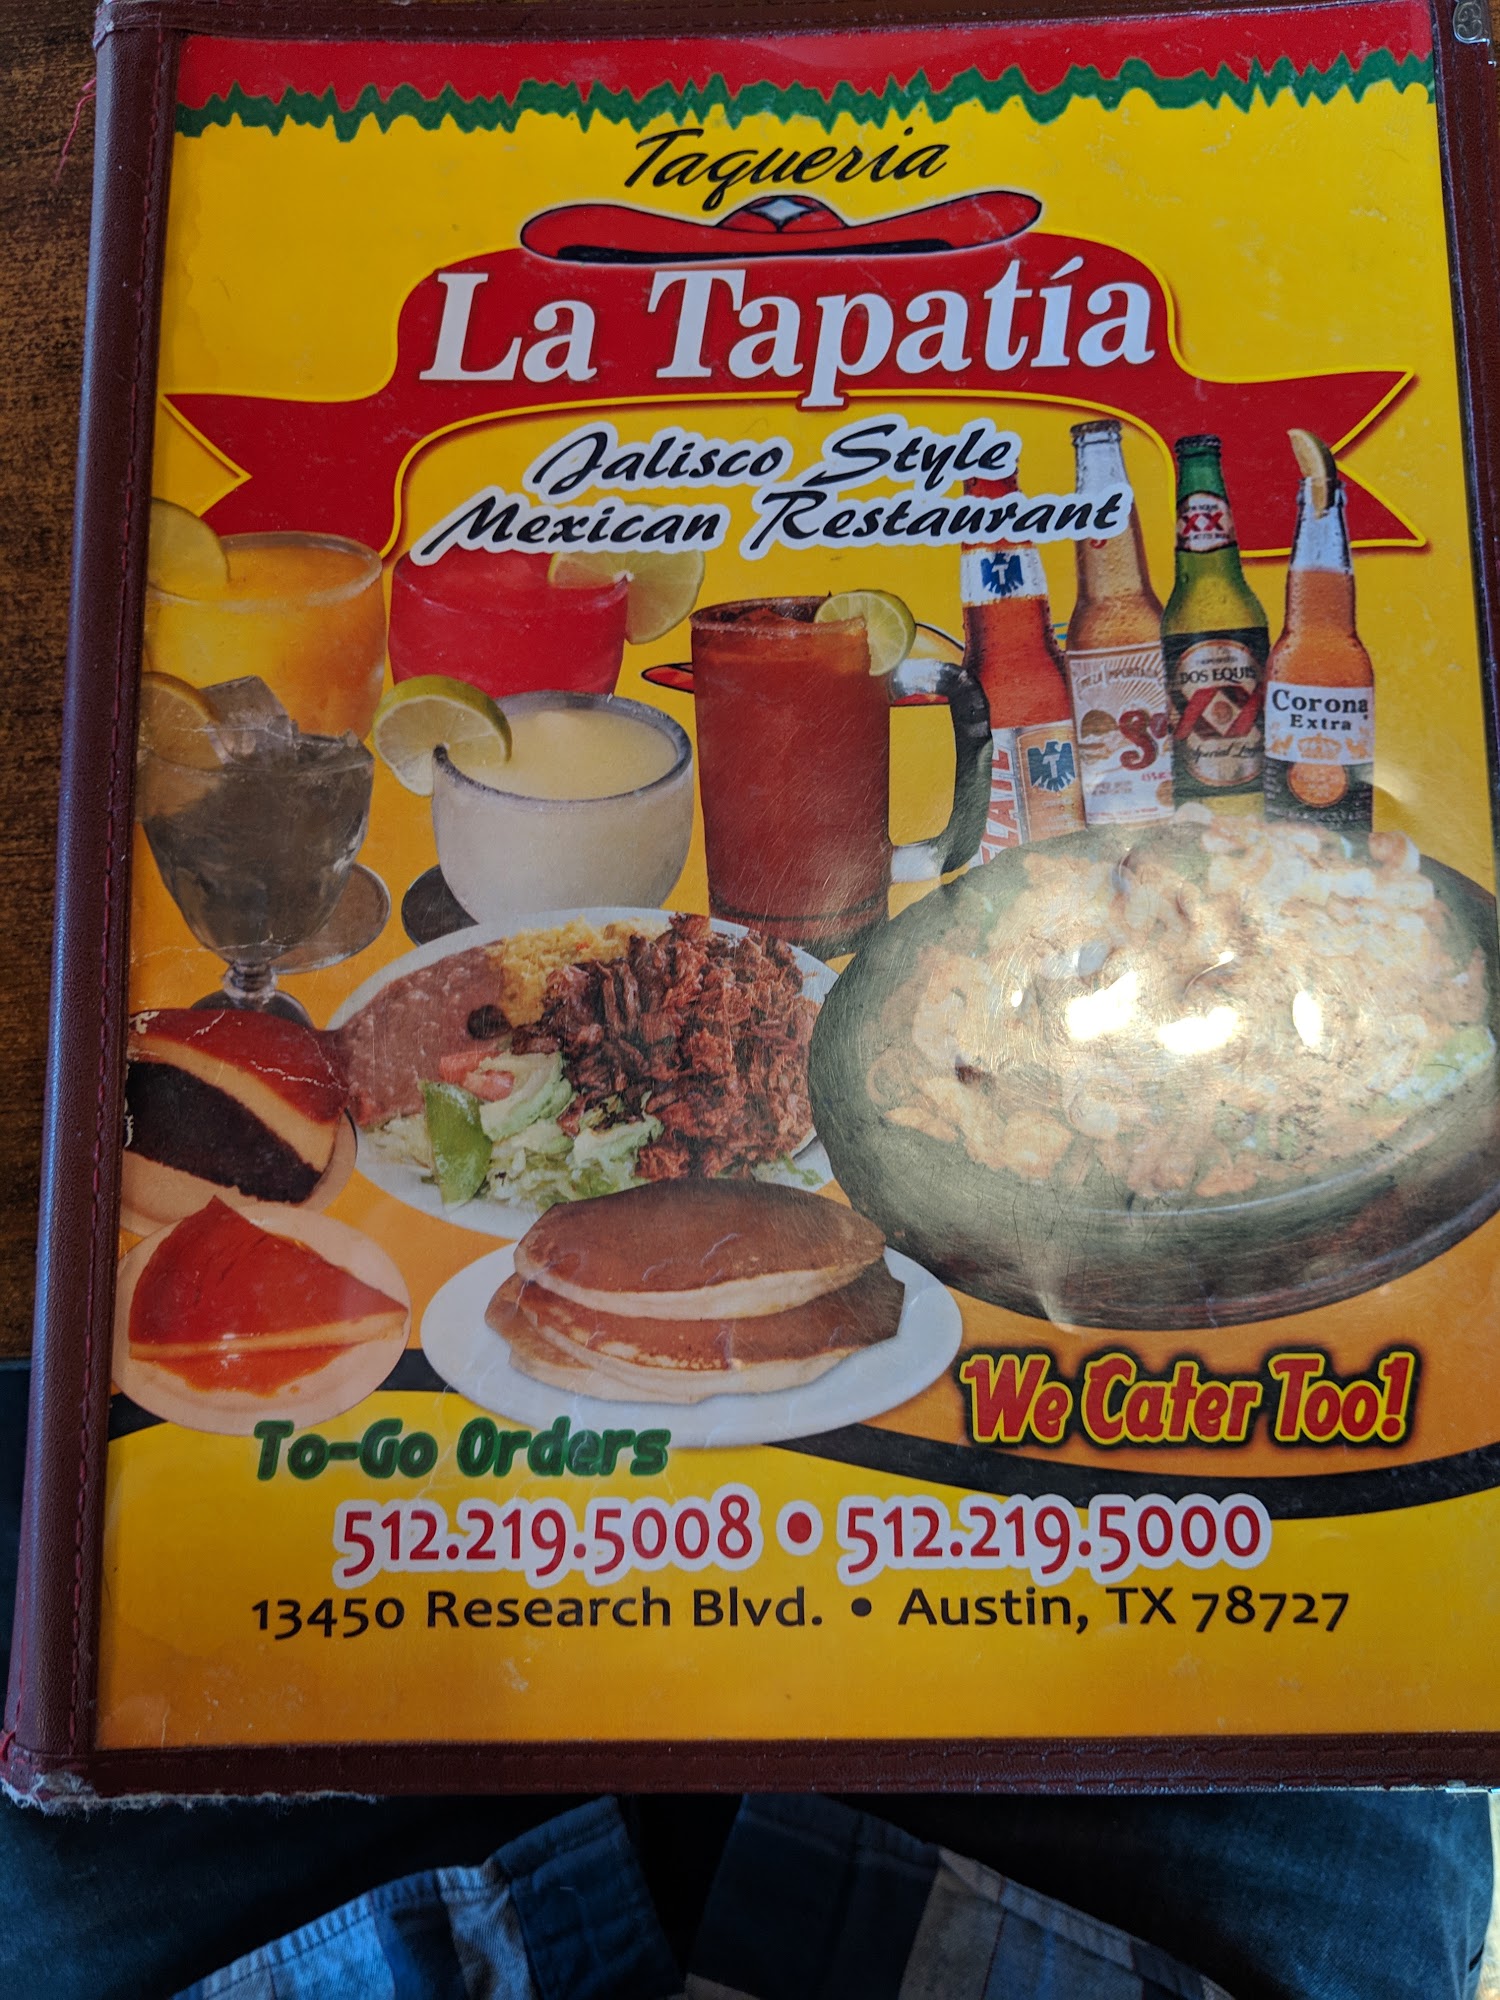 Taqueria
La Tapatía
Jalisco Style
Mexican Restaurant
XX
T
T
DOS EQUIS
Corona
Extra
We Cater Too!
To-Go Orders
512.219.5008 • 512.219.5000
13450 Research Blvd. • Austin, TX 78727